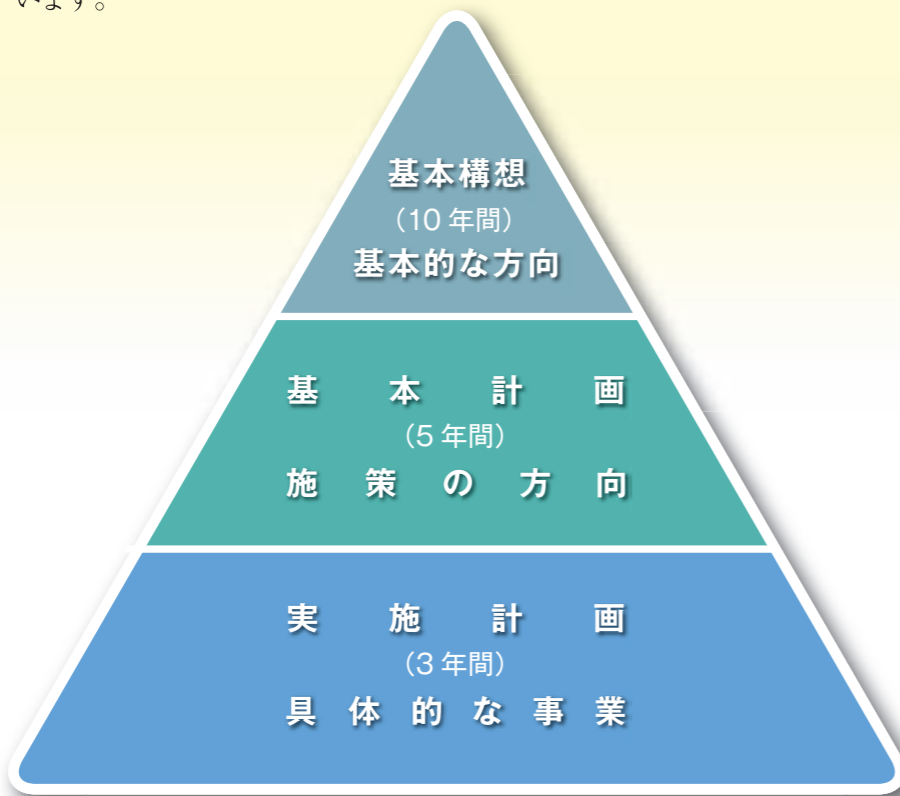 います。
基本構想
（10 年間）
基本的な方向
基本計画
（5 年間）
施策の方向
実施計画
（3 年間）
具体的な事業